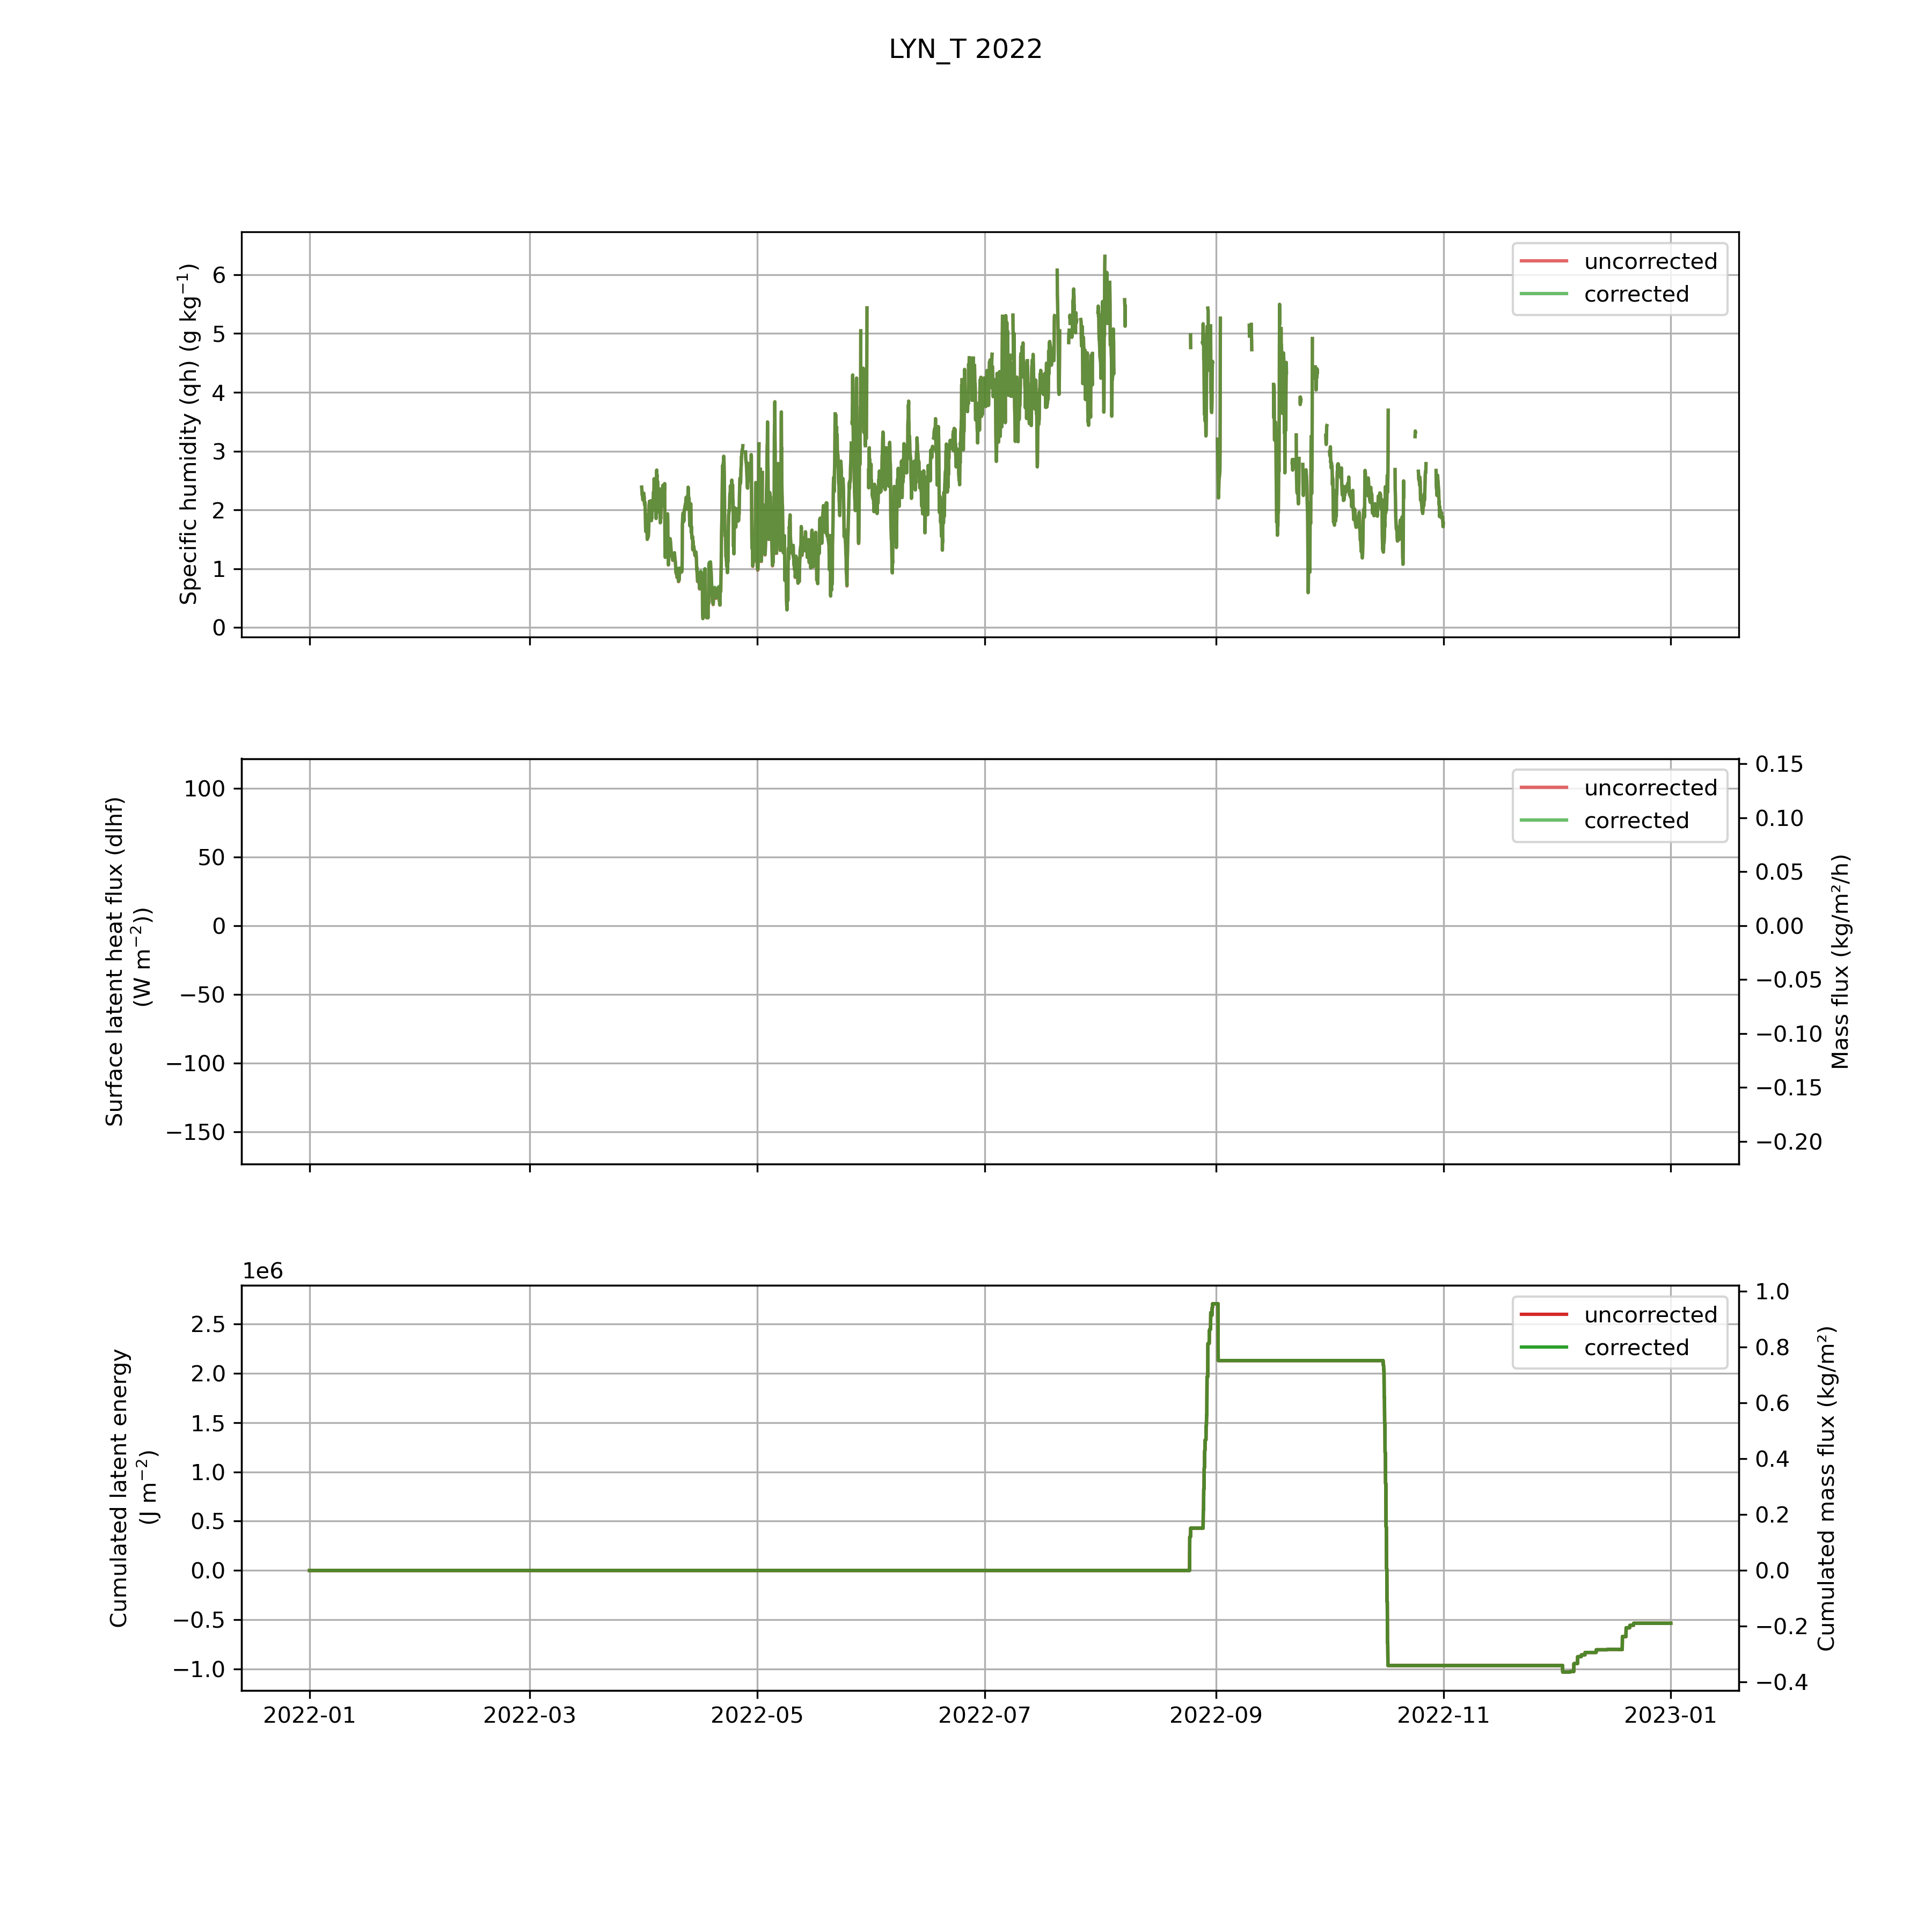 LYN_T 2022
Specific humidity (qh) (g kg⁻¹)
6
5
4
3
2
1
0
uncorrected
corrected
Surface latent heat flux (dlhf)
(W m⁻²))
100
50
0
−50
−100
−150
uncorrected
corrected
0.15
0.10
0.05
0.00
−0.05
−0.10
−0.15
−0.20
Mass flux (kg/m²/h)
1e6
Cumulated latent energy
(J m⁻²)
2.5
2.0
1.5
1.0
0.5
0.0
−0.5
−1.0
uncorrected
corrected
1.0
0.8
0.6
0.4
0.2
0.0
−0.2
−0.4
Cumulated mass flux (kg/m²)
2022-01 2022-03 2022-05 2022-07 2022-09 2022-11 2023-01